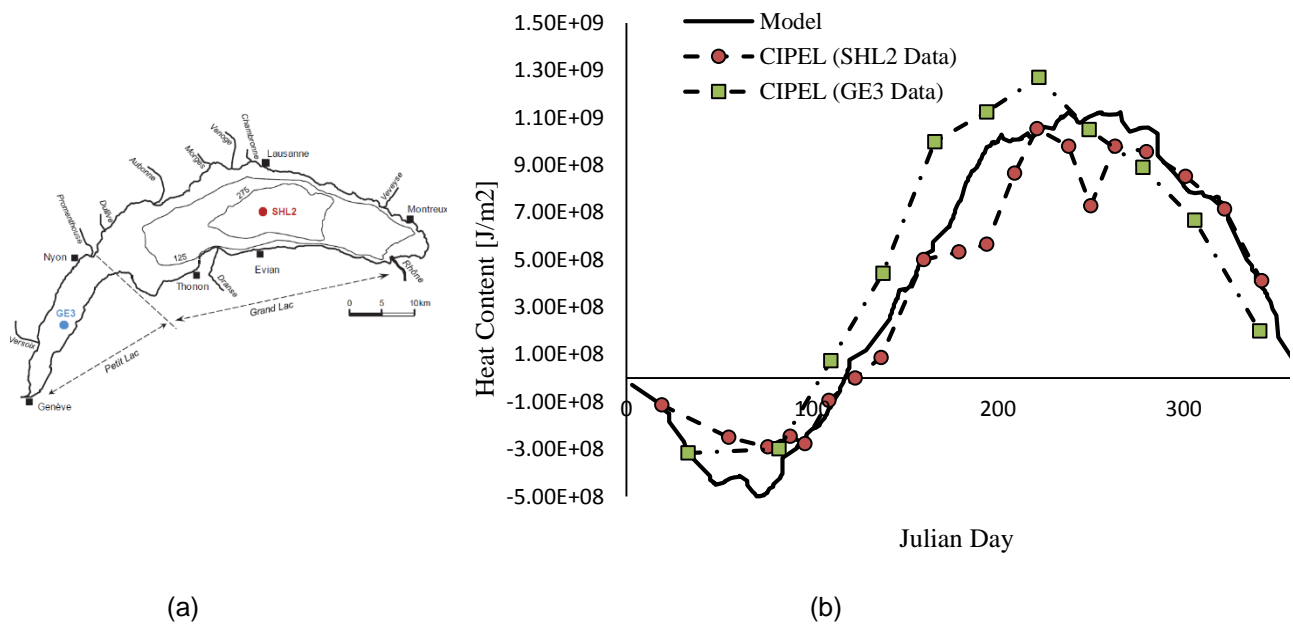 Venoge
Chambronne
Morges
Lausanne
Aubonne
Promenthouse
Dullive
275
SHL2
Veveyse
Montreux
125
Nyon
Evian
Thonon
Dranse
Rhône
GE3
Grand Lac
0 5 10km
Versoix
Petit Lac
Genève
(a)
Model
CIPEL (SHL2 Data)
CIPEL (GE3 Data)
Heat Content [J/m2]
1.50E+09
1.30E+09
1.10E+09
9.00E+08
7.00E+08
5.00E+08
3.00E+08
1.00E+08
-1.00E+08
-3.00E+08
-5.00E+08
0 100 200 300
Julian Day
(b)